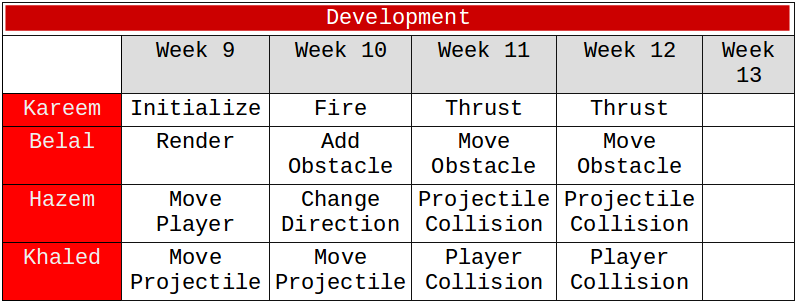 Development
Week 9 Week 10 Week 11 Week 12 Week
13
Kareem Initialize Fire Thrust Thrust
Belal Render Add Move Move
Obstacle Obstacle Obstacle
Hazem Move Change Projectile Projectile
Player Direction Collision Collision
Khaled Move Move Player Player
Projectile Projectile Collision Collision